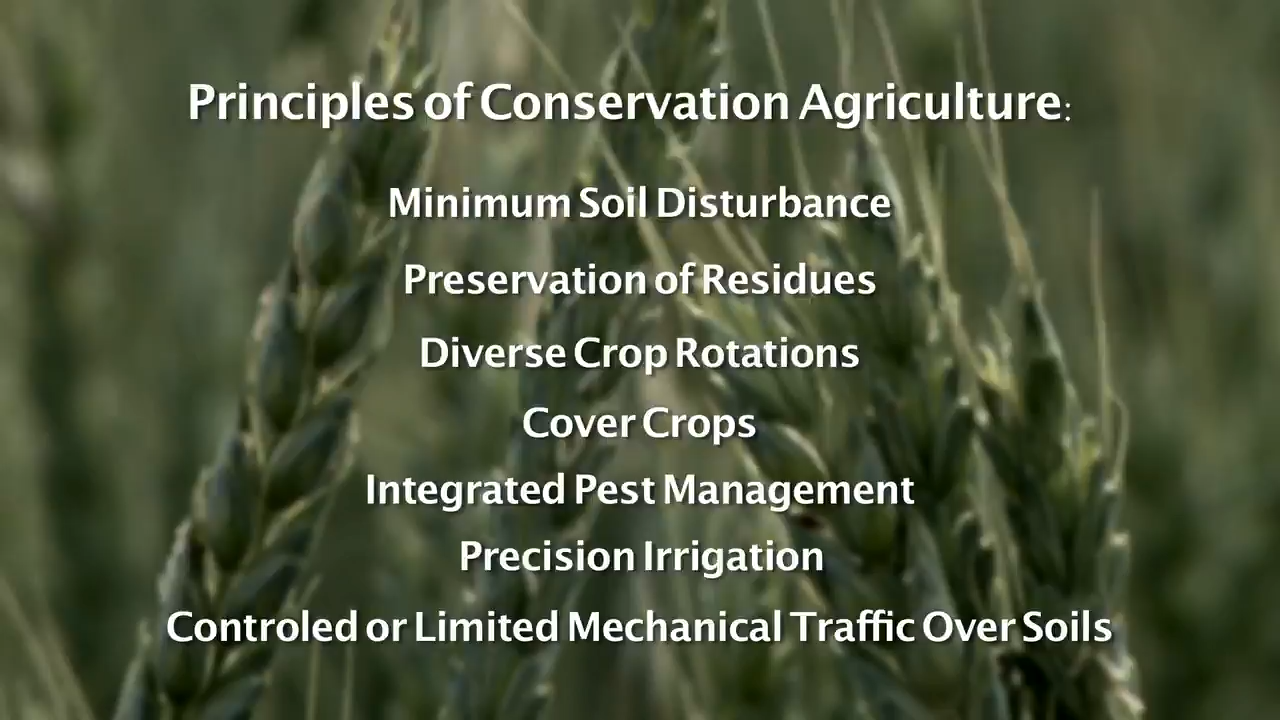 Principles of Conservation Agriculture:
Minimum Soil Disturbance
Preservation of Residues
Diverse Crop Rotations
Cover Crops
Integrated Pest Management
Precision Irrigation
Controled or Limited Mechanical Traffic Over Soils